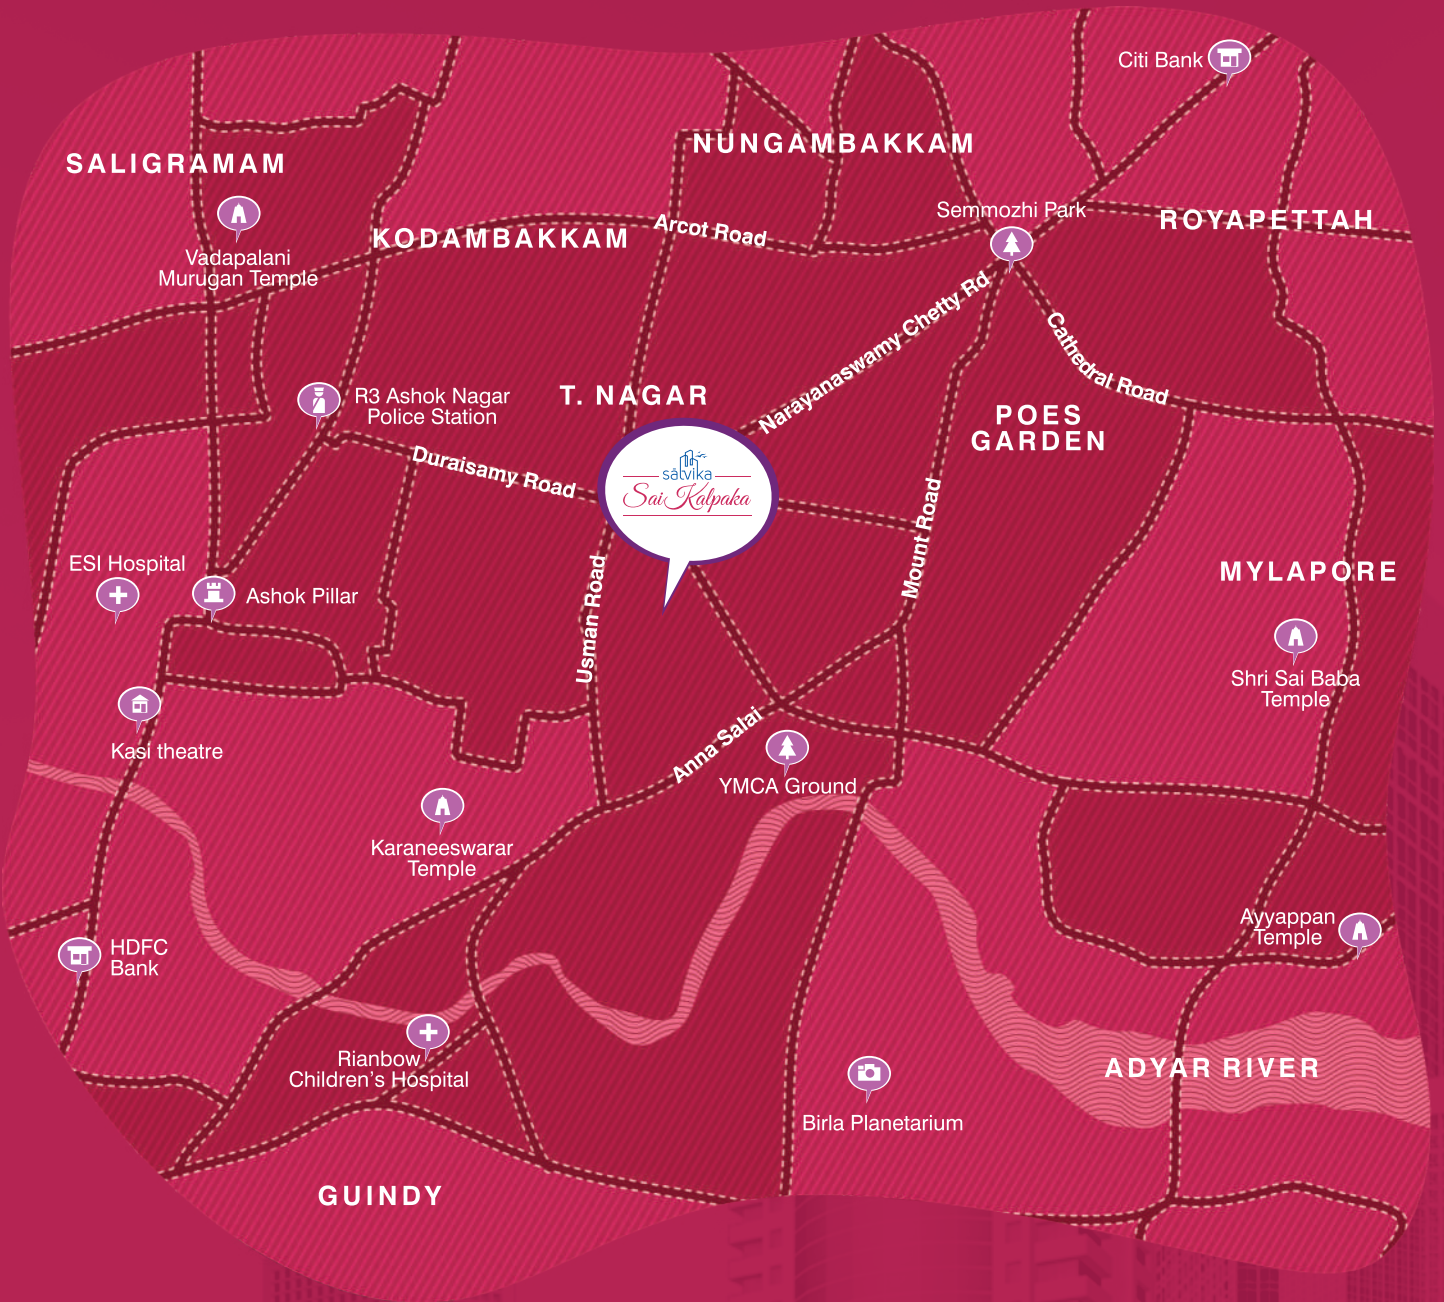 Citi Bank
NUNGAMBAKKAM
SALIGRAMAM
Semmozhi Park
ROYAPETTAH
Arcot Road
KODAMBAKKAM
Vadapalani
Murugan Temple
Narayanaswamy Chetty Rd
Cathedral Road
R3 Ashok Nagar
Police Station
T. NAGAR
POES
GARDEN
Duraisamy Road
sātvika
Sai Kalpaka
Mount Road
ESI Hospital
Ashok Pillar
Usman Road
MYLAPORE
Shri Sai Baba
Temple
Kasi theatre
Anna Salai
YMCA Ground
Karaneeswarar
Temple
Ayyappan
Temple
HDFC
Bank
Rianbow
Children's Hospital
ADYAR RIVER
Birla Planetarium
GUINDY